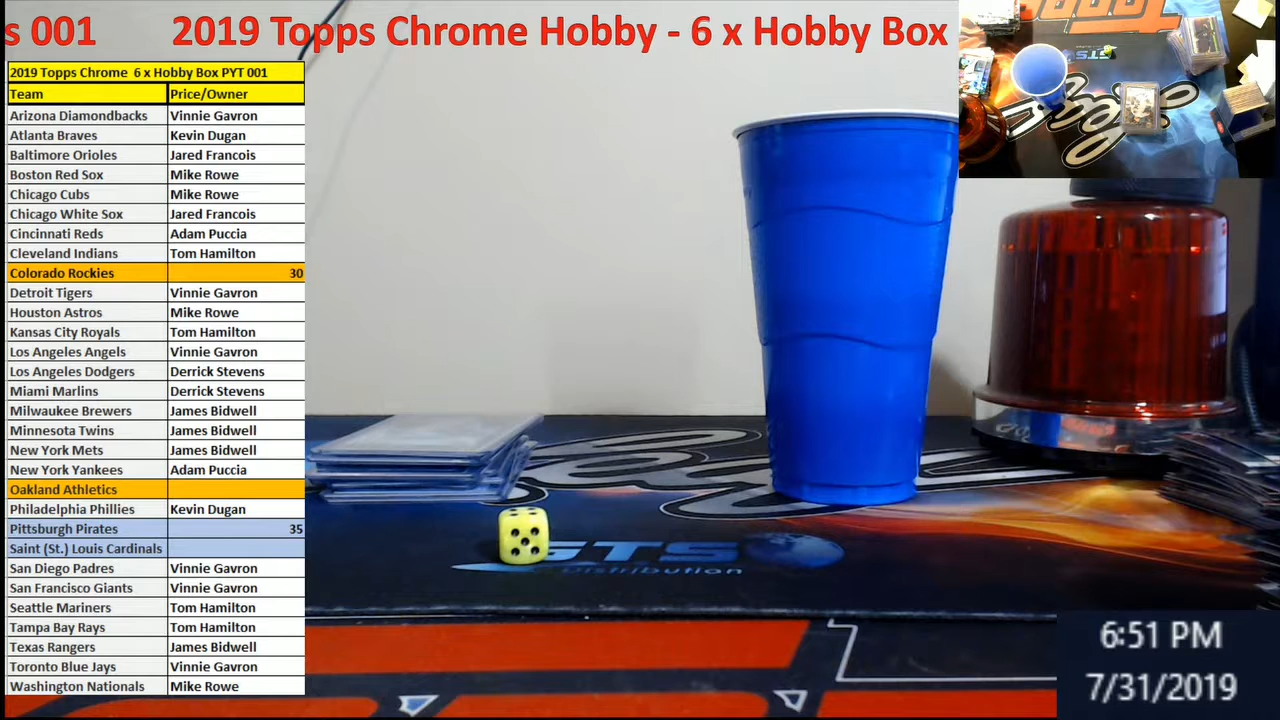 s 001 2019 Topps Chrome Hobby - 6 x Hobby Box
2019 Topps Chrome 6 x Hobby Box PYT 001
Team Price/Owner
Arizona Diamondbacks Vinnie Gavron
Atlanta Braves Kevin Dugan
Baltimore Orioles Jared Francois
Boston Red Sox Mike Rowe
Chicago Cubs Mike Rowe
Chicago White Sox Jared Francois
Cincinnati Reds Adam Puccia
Cleveland Indians Tom Hamilton
Colorado Rockies 30
Detroit Tigers Vinnie Gavron
Houston Astros Mike Rowe
Kansas City Royals Tom Hamilton
Los Angeles Angels Vinnie Gavron
Los Angeles Dodgers Derrick Stevens
Miami Marlins Derrick Stevens
Milwaukee Brewers James Bidwell
Minnesota Twins James Bidwell
New York Mets James Bidwell
New York Yankees Adam Puccia
Oakland Athletics
Philadelphia Phillies Kevin Dugan
Pittsburgh Pirates 35
Saint (St.) Louis Cardinals
San Diego Padres Vinnie Gavron
San Francisco Giants Vinnie Gavron
Seattle Mariners Tom Hamilton
Tampa Bay Rays Tom Hamilton
Texas Rangers James Bidwell
Toronto Blue Jays Vinnie Gavron
Washington Nationals Mike Rowe
GTS
Distribution
6:51 PM
7/31/2019